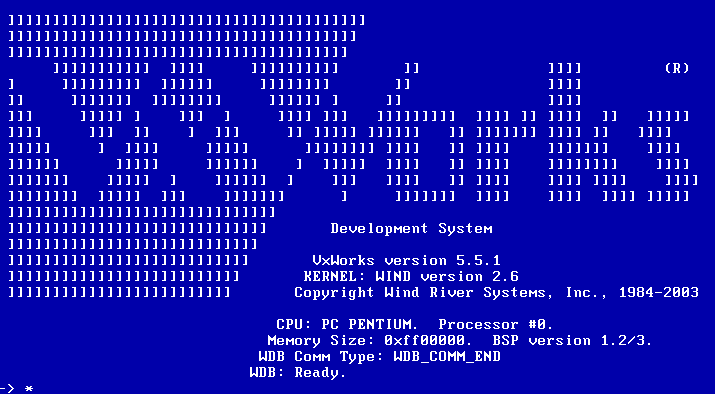 VxWorks (R)
Development System
VxWorks version 5.5.1
KERNEL: WIND version 2.6
Copyright Wind River Systems, Inc., 1984-2003
CPU: PC PENTIUM. Processor #0.
Memory Size: 0xff00000. BSP version 1.2/3.
WDB Comm Type: WDB_COMM_END
WDB: Ready.
-> *